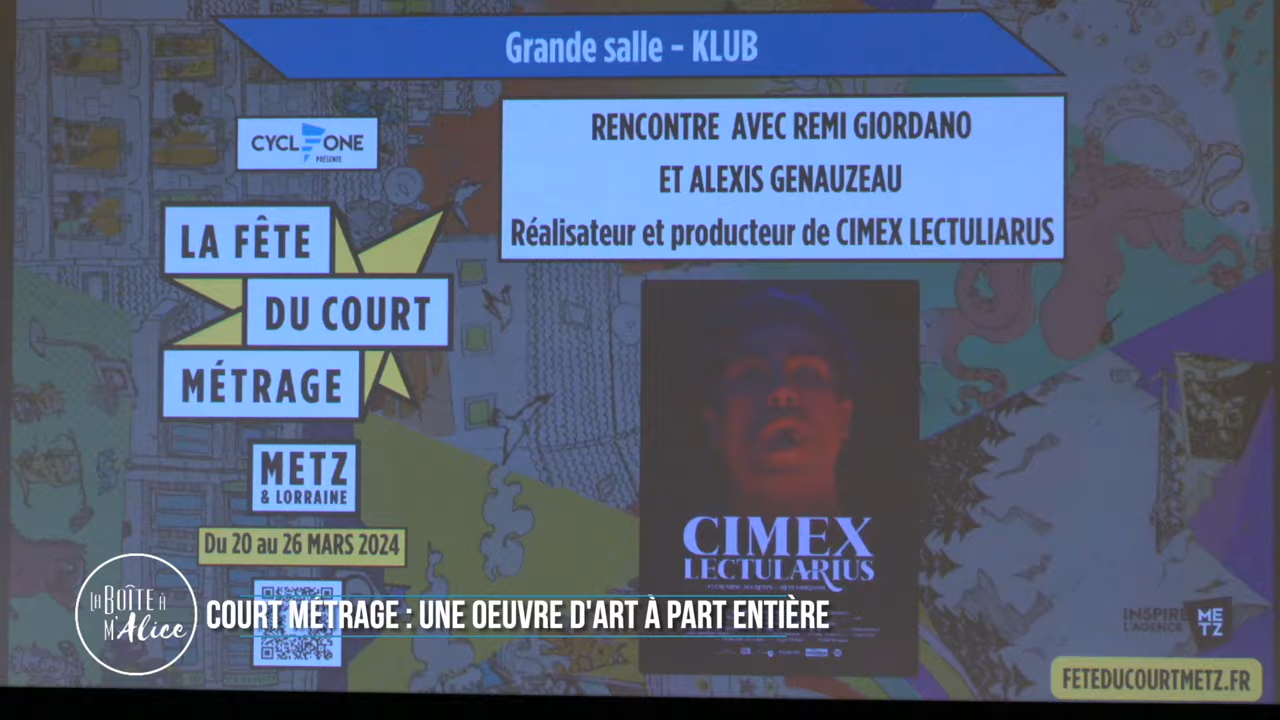 Grande salle - KLUB
CYCLONE
PRÉSENTE
RENCONTRE AVEC REMI GIORDANO
ET ALEXIS GENAUZEAU
Réalisateur et producteur de CIMEX LECTULIARUS
LA FÊTE
DU COURT
MÉTRAGE
METZ
& LORRAINE
Du 20 au 26 MARS 2024
CIMEX
LECTULARIUS
LA BOÎTE À
M'Alice
COURT MÉTRAGE : UNE OEUVRE D'ART À PART ENTIÈRE
INSPIRE
L'AGENCE
ME
TZ
FETEDUCOURTMETZ.FR